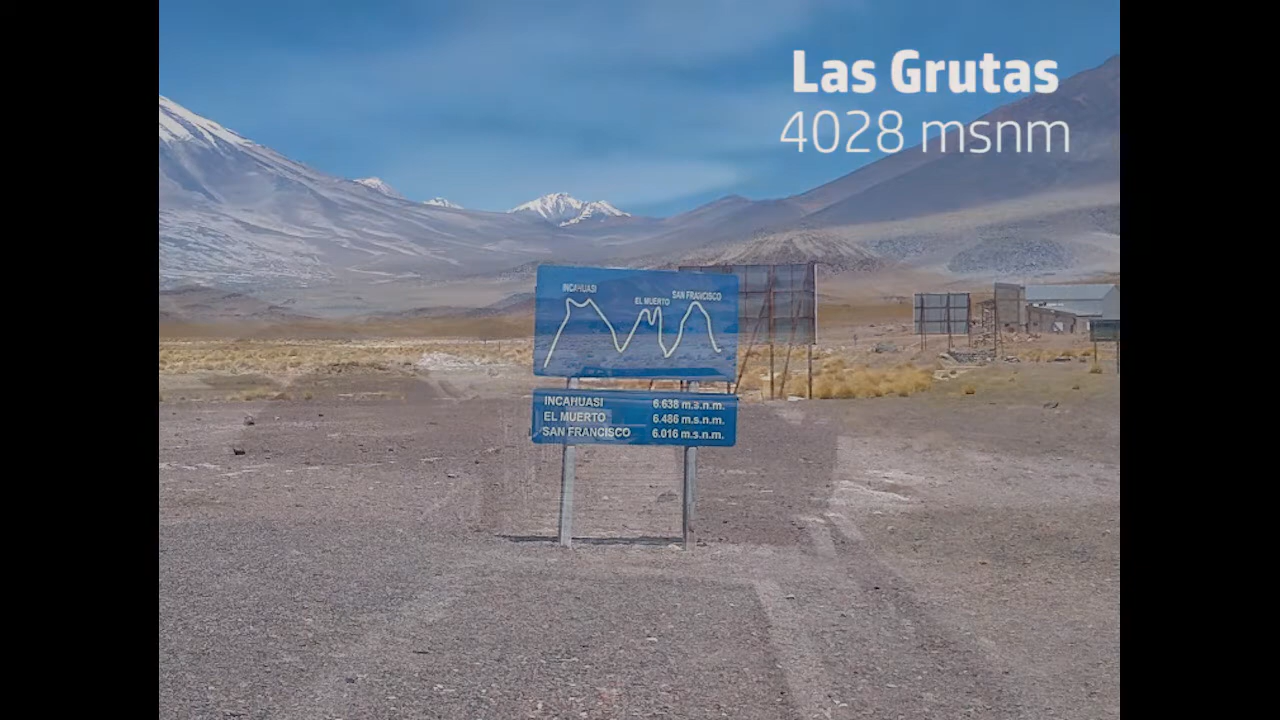 Las Grutas
4028 msnm
INCAHUASI
EL MUERTO
SAN FRANCISCO
INCAHUASI 6.638 m.s.n.m.
EL MUERTO 6.486 m.s.n.m.
SAN FRANCISCO 6.016 m.s.n.m.